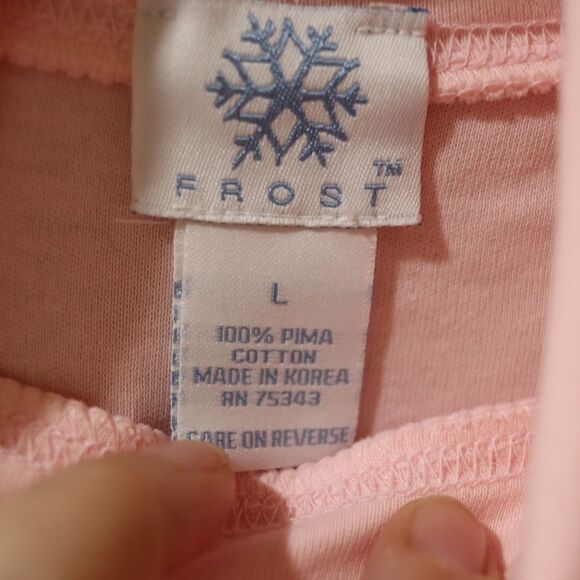 FROST™
L
100% PIMA
COTTON
MADE IN KOREA
RN 75343
CARE ON REVERSE